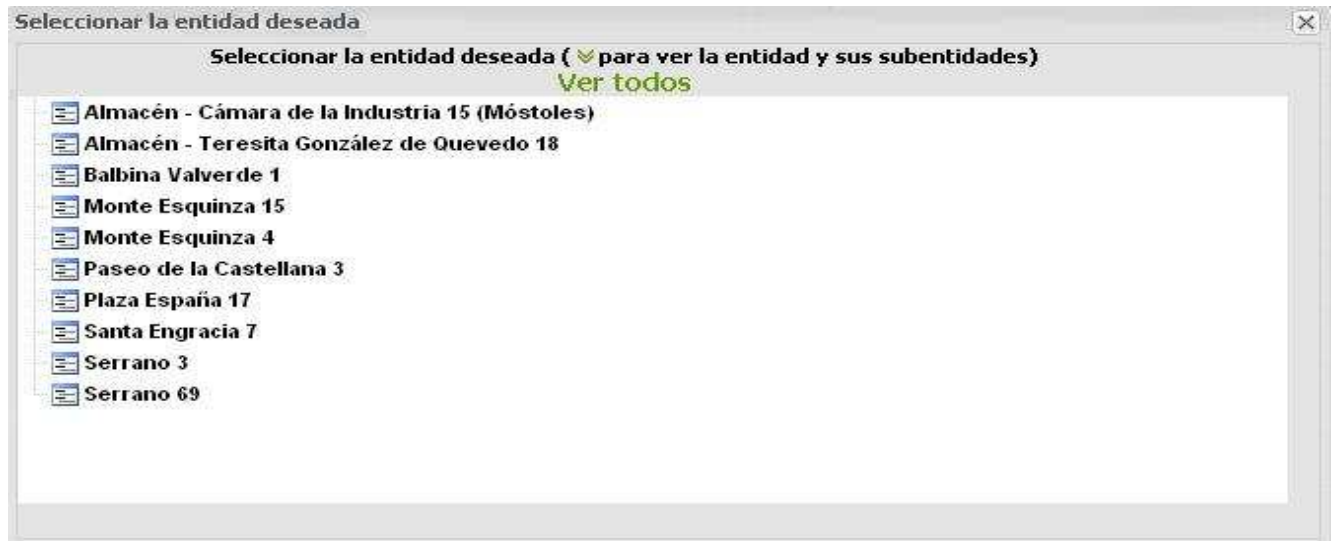 Seleccionar la entidad deseada
Seleccionar la entidad deseada ( para ver la entidad y sus subentidades)
Ver todos
Almacén - Cámara de la Industria 15 (Móstoles)
Almacén - Teresita González de Quevedo 18
Balbina Valverde 1
Monte Esquinza 15
Monte Esquinza 4
Paseo de la Castellana 3
Plaza España 17
Santa Engracia 7
Serrano 3
Serrano 69